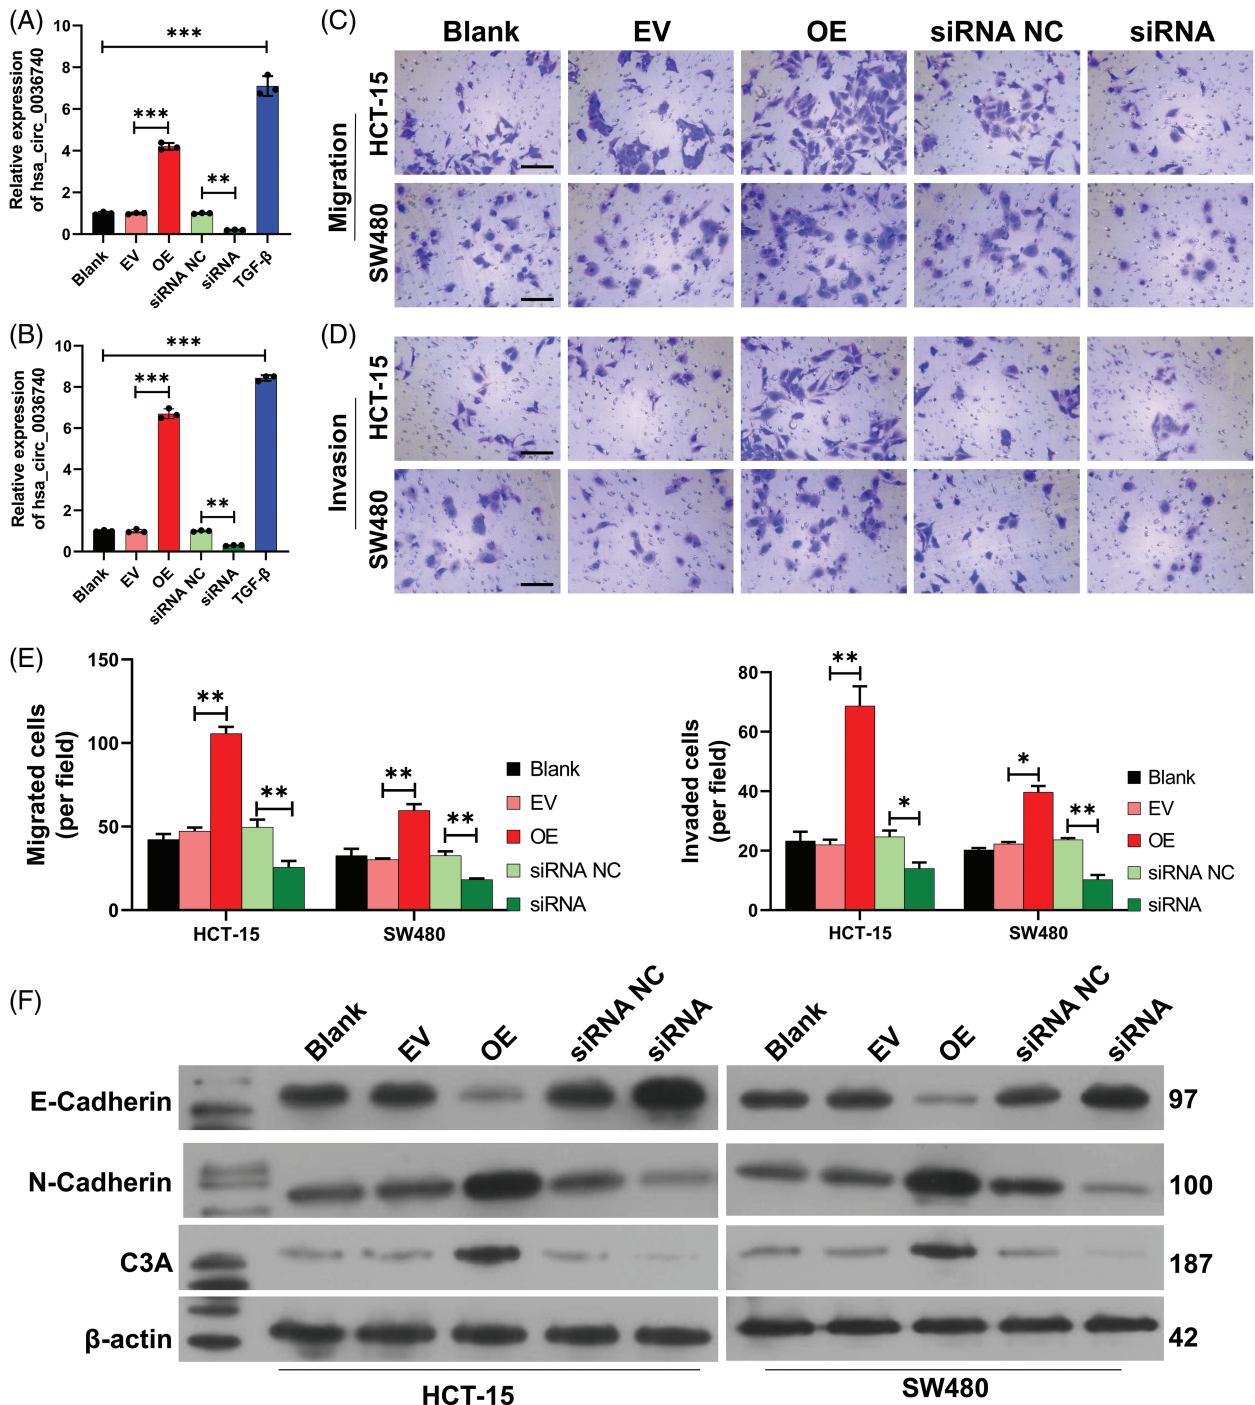 (A)
Relative expression
of hsa_circ_0036740
10
8
6
4
2
0
***
***
**
Blank
EV
OE
siRNA NC
siRNA
TGF-β
(B)
Relative expression
of hsa_circ_0036740
10
8
6
4
2
0
***
***
**
Blank
EV
OE
siRNA NC
siRNA
TGF-β
(C)
Blank
EV
OE
siRNA NC
siRNA
Migration
HCT-15
SW480
(D)
Invasion
HCT-15
SW480
(E)
Migrated cells
(per field)
150
100
50
0
**
**
**
**
HCT-15
SW480
Blank
EV
OE
siRNA NC
siRNA
Invaded cells
(per field)
80
60
40
20
0
**
*
*
**
HCT-15
SW480
Blank
EV
OE
siRNA NC
siRNA
(F)
Blank
EV
OE
siRNA NC
siRNA
Blank
EV
OE
siRNA NC
siRNA
E-Cadherin
97
N-Cadherin
100
C3A
187
β-actin
42
HCT-15
SW480